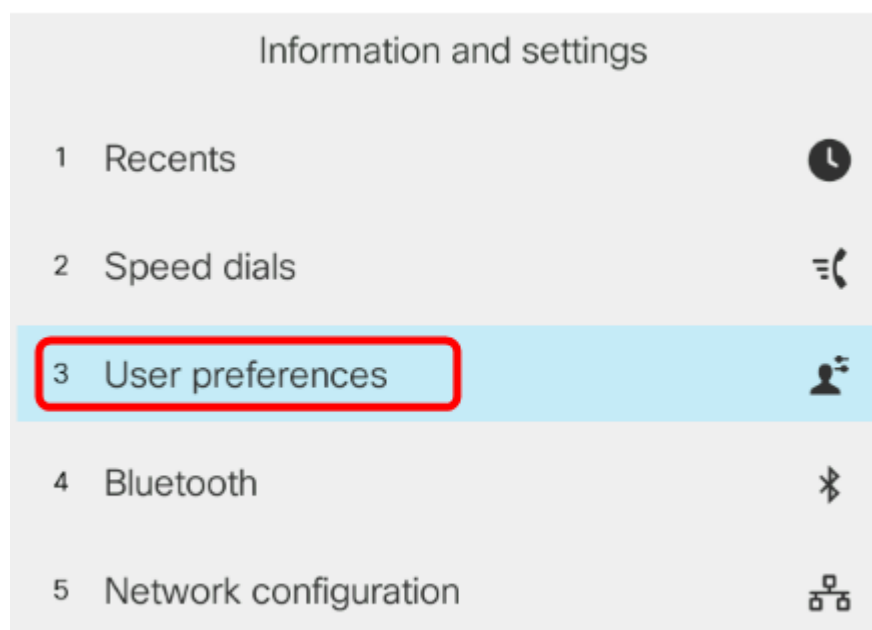 Information and settings
1 Recents
2 Speed dials
3 User preferences
4 Bluetooth
5 Network configuration